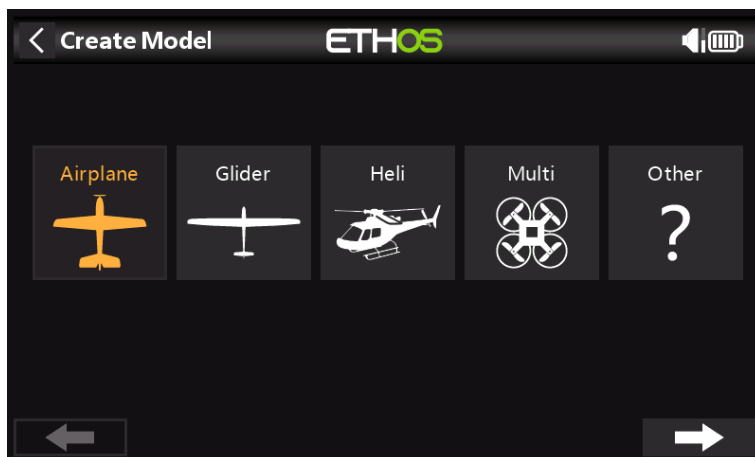 Create Model
ETHOS
Airplane
Glider
Heli
Multi
Other
?